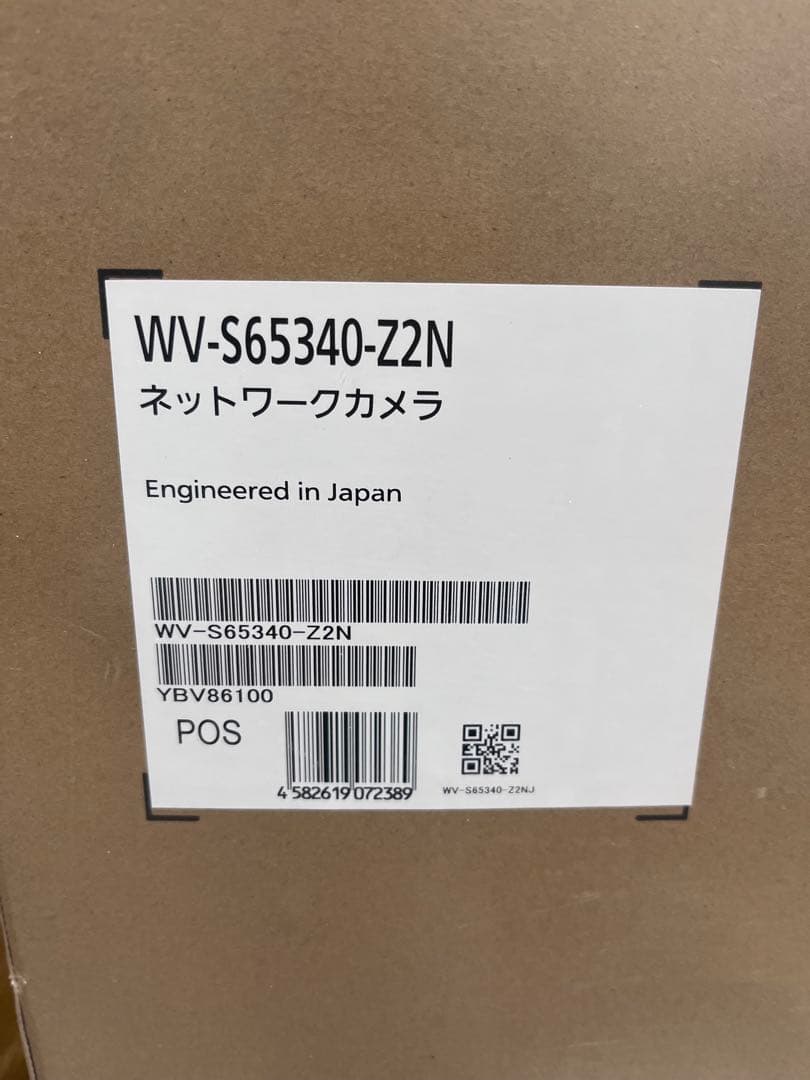 WV-S65340-Z2N
ネットワークカメラ
Engineered in Japan
WV-S65340-Z2N
YBV86100
POS
4 582619 072389
WV-S65340-Z2NJ